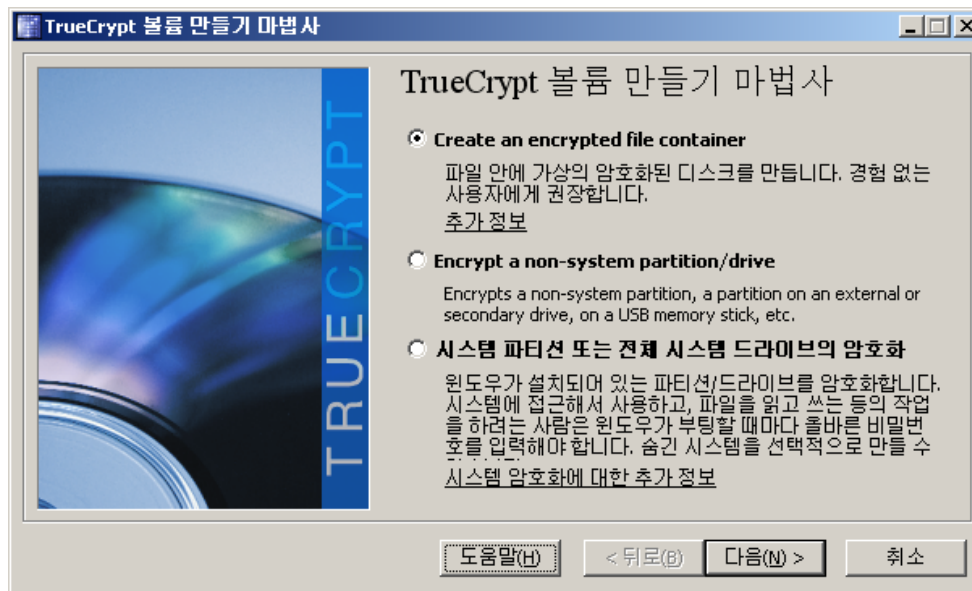 TrueCrypt 볼륨 만들기 마법사
TRUECRYPT
TrueCrypt 볼륨 만들기 마법사
Create an encrypted file container
파일 안에 가상의 암호화된 디스크를 만듭니다. 경험 없는
사용자에게 권장합니다.
추가 정보
Encrypt a non-system partition/drive
Encrypts a non-system partition, a partition on an external or
secondary drive, on a USB memory stick, etc.
시스템 파티션 또는 전체 시스템 드라이브의 암호화
윈도우가 설치되어 있는 파티션/드라이브를 암호화합니다.
시스템에 접근해서 사용하고, 파일을 읽고 쓰는 등의 작업
을 하려는 사람은 윈도우가 부팅할 때마다 올바른 비밀번
호를 입력해야 합니다. 숨긴 시스템을 선택적으로 만들 수
시스템 암호화에 대한 추가 정보
도움말(H)
< 뒤로(B)
다음(N) >
취소